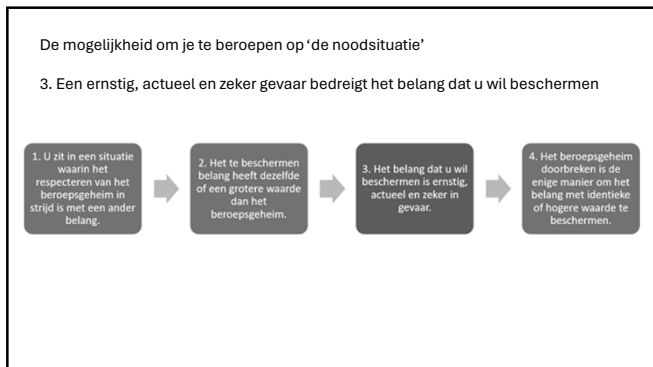 De mogelijkheid om je te beroepen op ‘de noodsituatie’
3. Een ernstig, actueel en zeker gevaar bedreigt het belang dat u wil beschermen
1. U zit in een situatie
waarin het
respecteren van het
beroepsgeheim in
strijd is met een ander
belang.
2. Het te beschermen
belang heeft dezelfde
of een grotere waarde
dan het
beroepsgeheim.
3. Het belang dat u wil
beschermen is ernstig,
actueel en zeker in
gevaar.
4. Het beroepsgeheim
doorbreken is de
enige manier om het
belang met identieke
of hogere waarde te
beschermen.